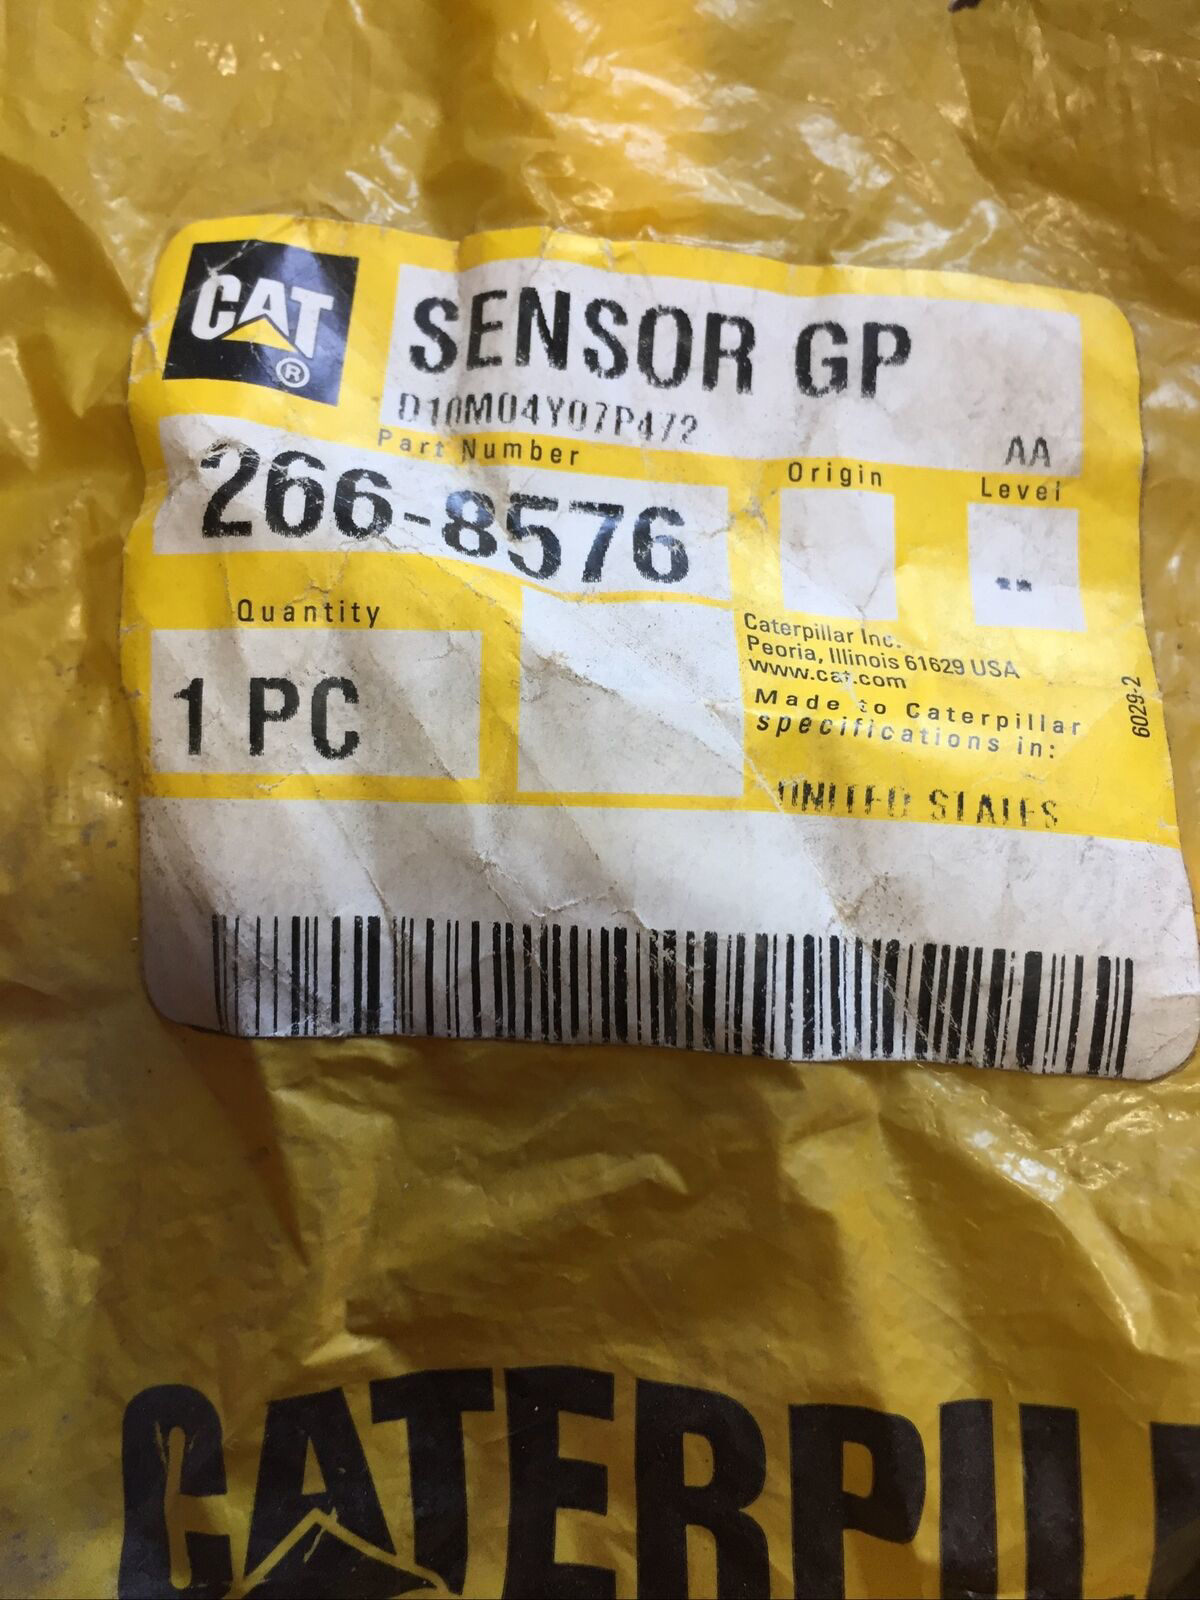 CAT
®
SENSOR GP
D10M04Y07P472
AA
Part Number
Origin
Level
266-8576
--
Quantity
1 PC
Caterpillar Inc.
Peoria, Illinois 61629 USA
www.cat.com
Made to Caterpillar
specifications in:
UNITED STATES
6029-2
CATERPIL